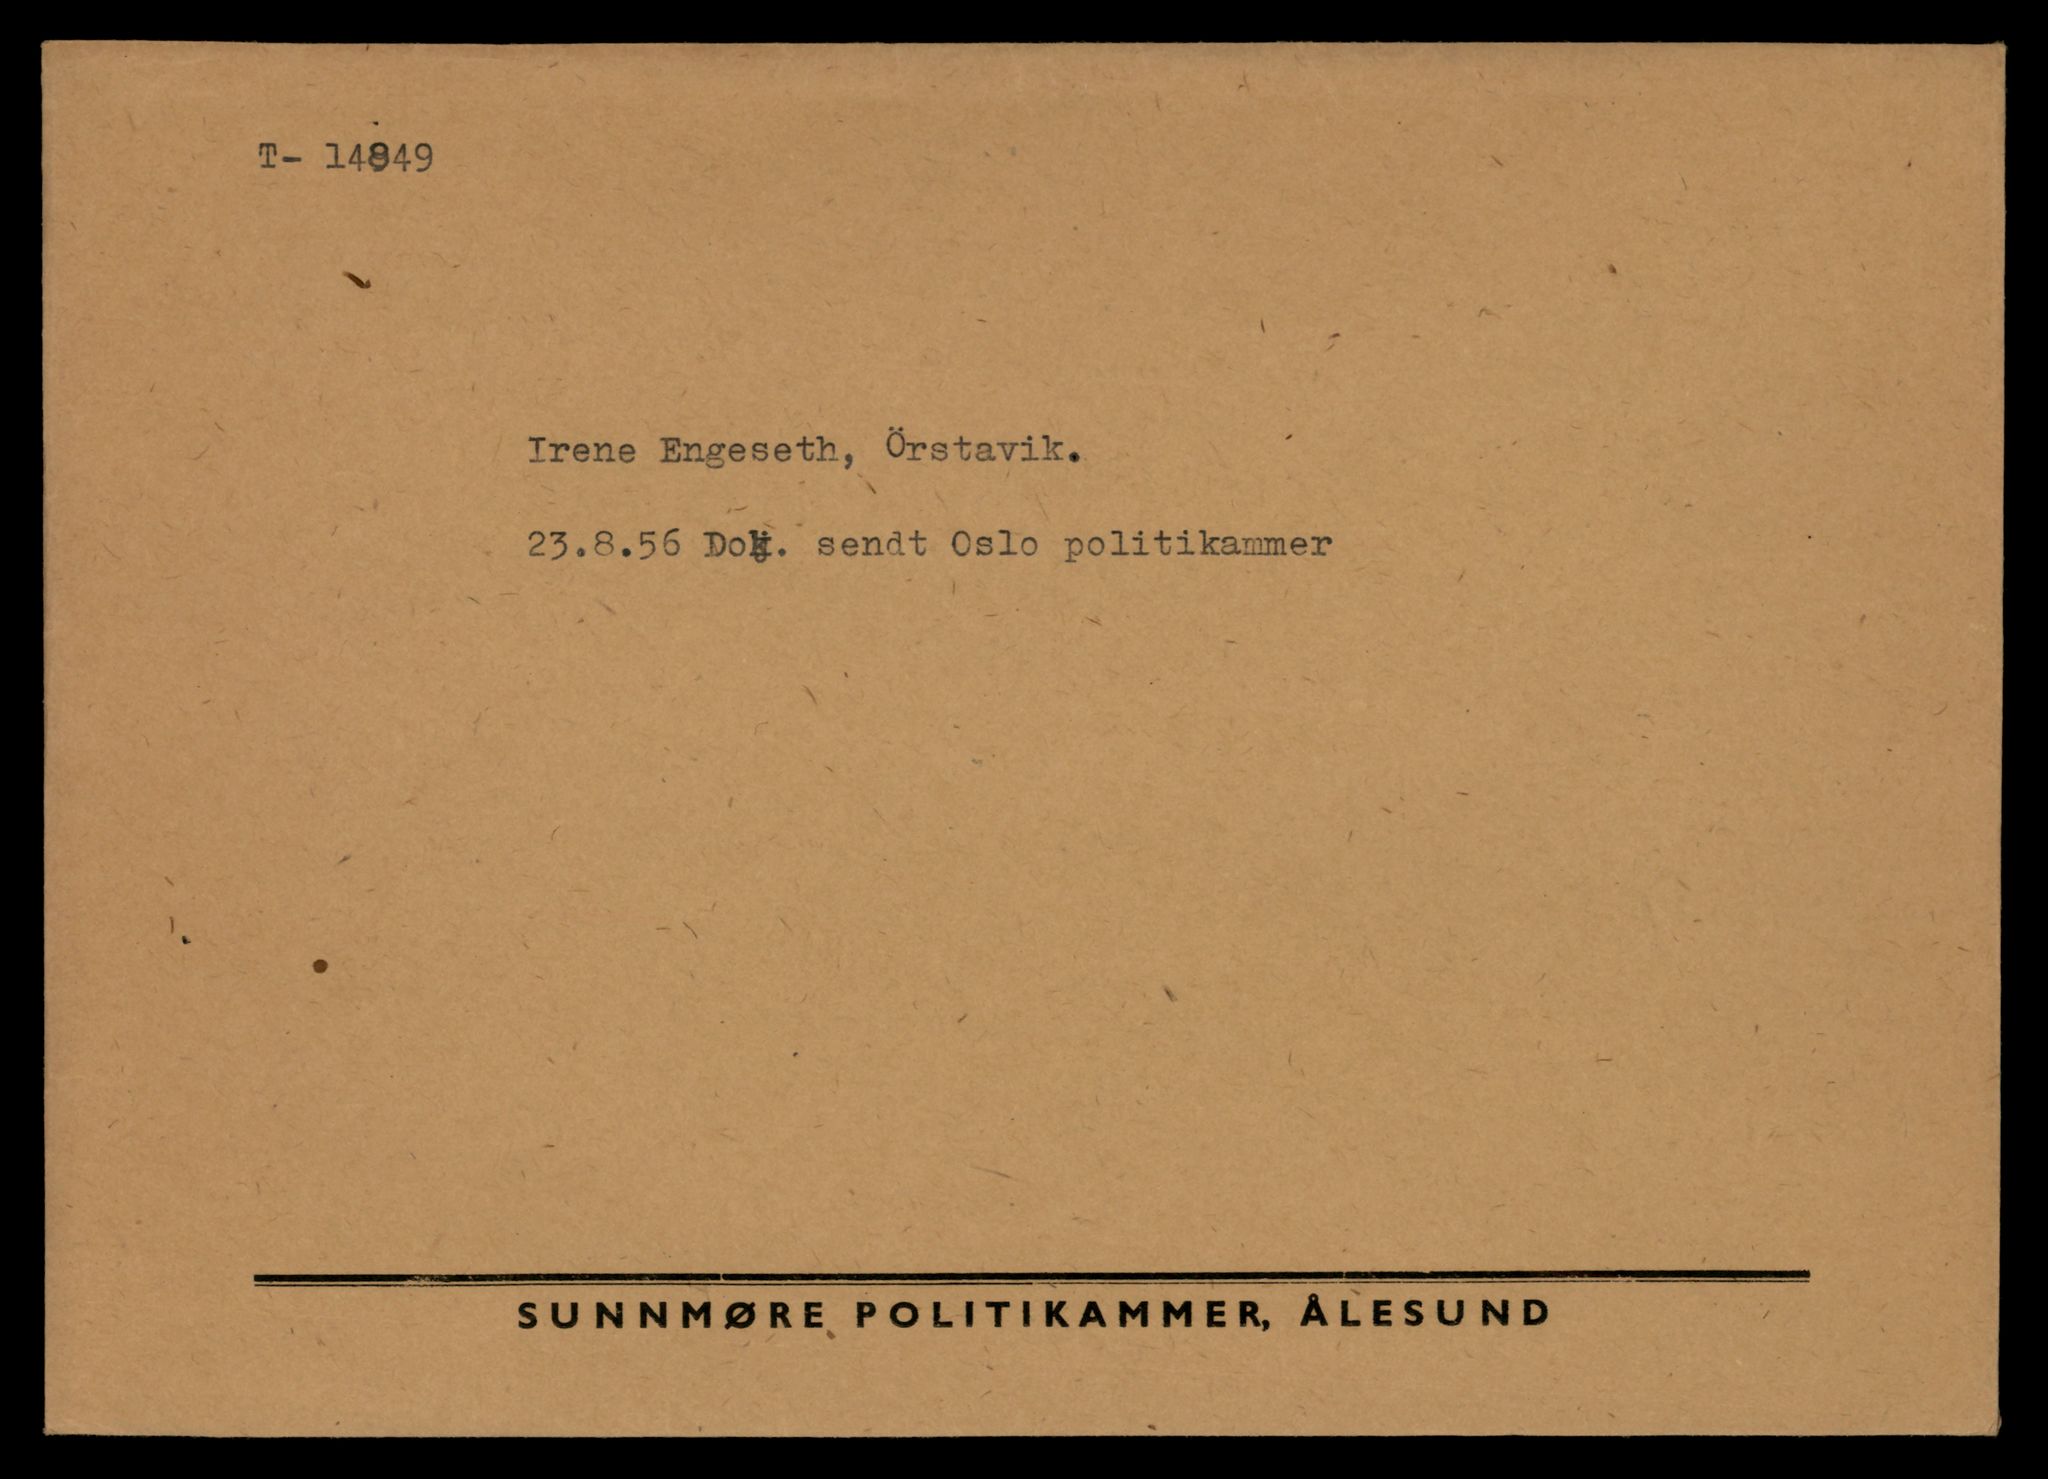 T- 14849
Irene Engeseth, Örstavik.
23.8.56 Dok. sendt Oslo politikammer
SUNNMØRE POLITIKAMMER, ÅLESUND